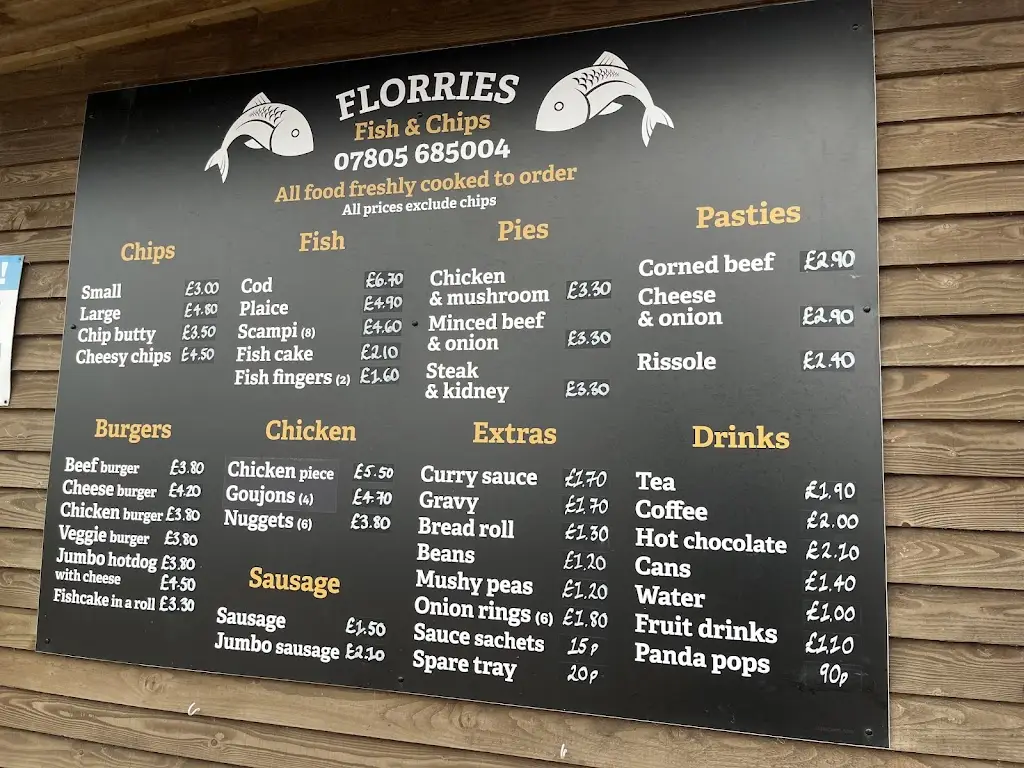 FLORRIES
Fish & Chips
07805 685004
All food freshly cooked to order
All prices exclude chips
Chips
Small £3.00
Large £4.80
Chip butty £3.50
Cheesy chips £4.50
Fish
Cod £6.70
Plaice £4.90
Scampi (8) £4.60
Fish cake £2.10
Fish fingers (2) £1.60
Pies
Chicken
& mushroom £3.30
Minced beef
& onion £3.30
Steak
& kidney £3.30
Pasties
Corned beef £2.90
Cheese
& onion £2.90
Rissole £2.40
Burgers
Beef burger £3.80
Cheese burger £4.20
Chicken burger £3.80
Veggie burger £3.80
Jumbo hotdog £3.80
with cheese £4.50
Fishcake in a roll £3.30
Chicken
Chicken piece £5.50
Goujons (4) £4.70
Nuggets (6) £3.80
Sausage
Sausage £1.50
Jumbo sausage £2.10
Extras
Curry sauce £1.70
Gravy £1.70
Bread roll £1.30
Beans £1.20
Mushy peas £1.20
Onion rings (6) £1.80
Sauce sachets 15p
Spare tray 20p
Drinks
Tea £1.90
Coffee £2.00
Hot chocolate £2.10
Cans £1.40
Water £1.00
Fruit drinks £1.10
Panda pops 90p
!